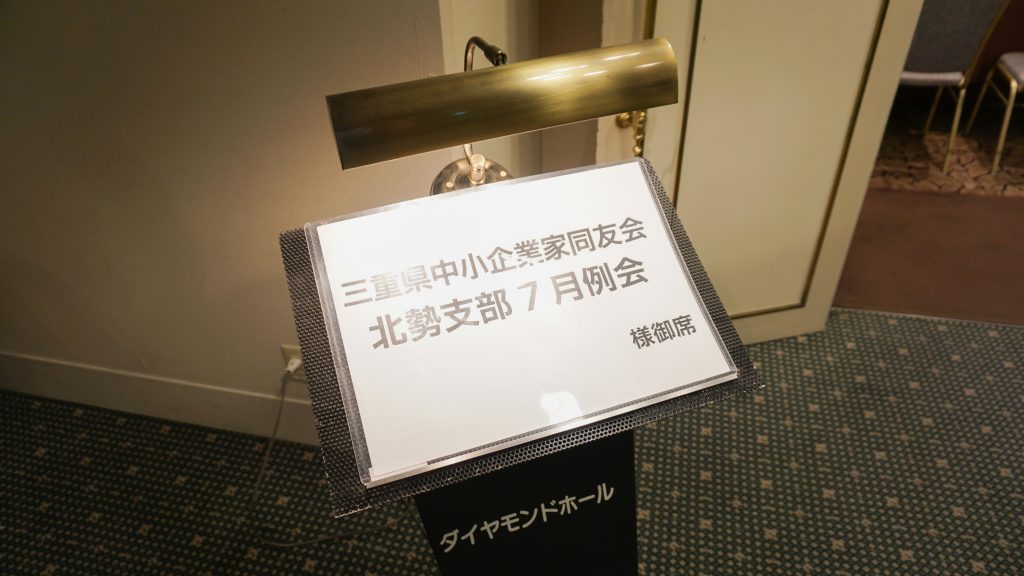 三重県中小企業家同友会
北勢支部7月例会
様御席
ダイヤモンドホール